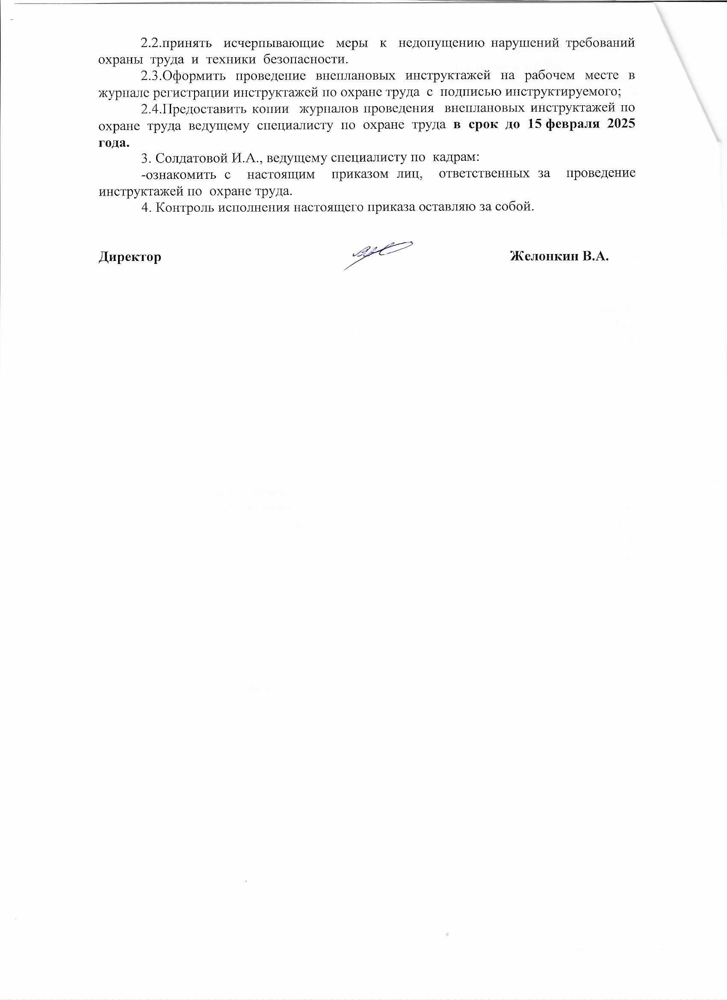 2.2.принять исчерпывающие меры к недопущению нарушений требований
охраны труда и техники безопасности.
2.3.Оформить проведение внеплановых инструктажей на рабочем месте в
журнале регистрации инструктажей по охране труда с подписью инструктируемого;
2.4.Предоставить копии журналов проведения внеплановых инструктажей по
охране труда ведущему специалисту по охране труда в срок до 15 февраля 2025
года.
3. Солдатовой И.А., ведущему специалисту по кадрам:
-ознакомить с настоящим приказом лиц, ответственных за проведение
инструктажей по охране труда.
4. Контроль исполнения настоящего приказа оставляю за собой.
Директор Желонкин В.А.